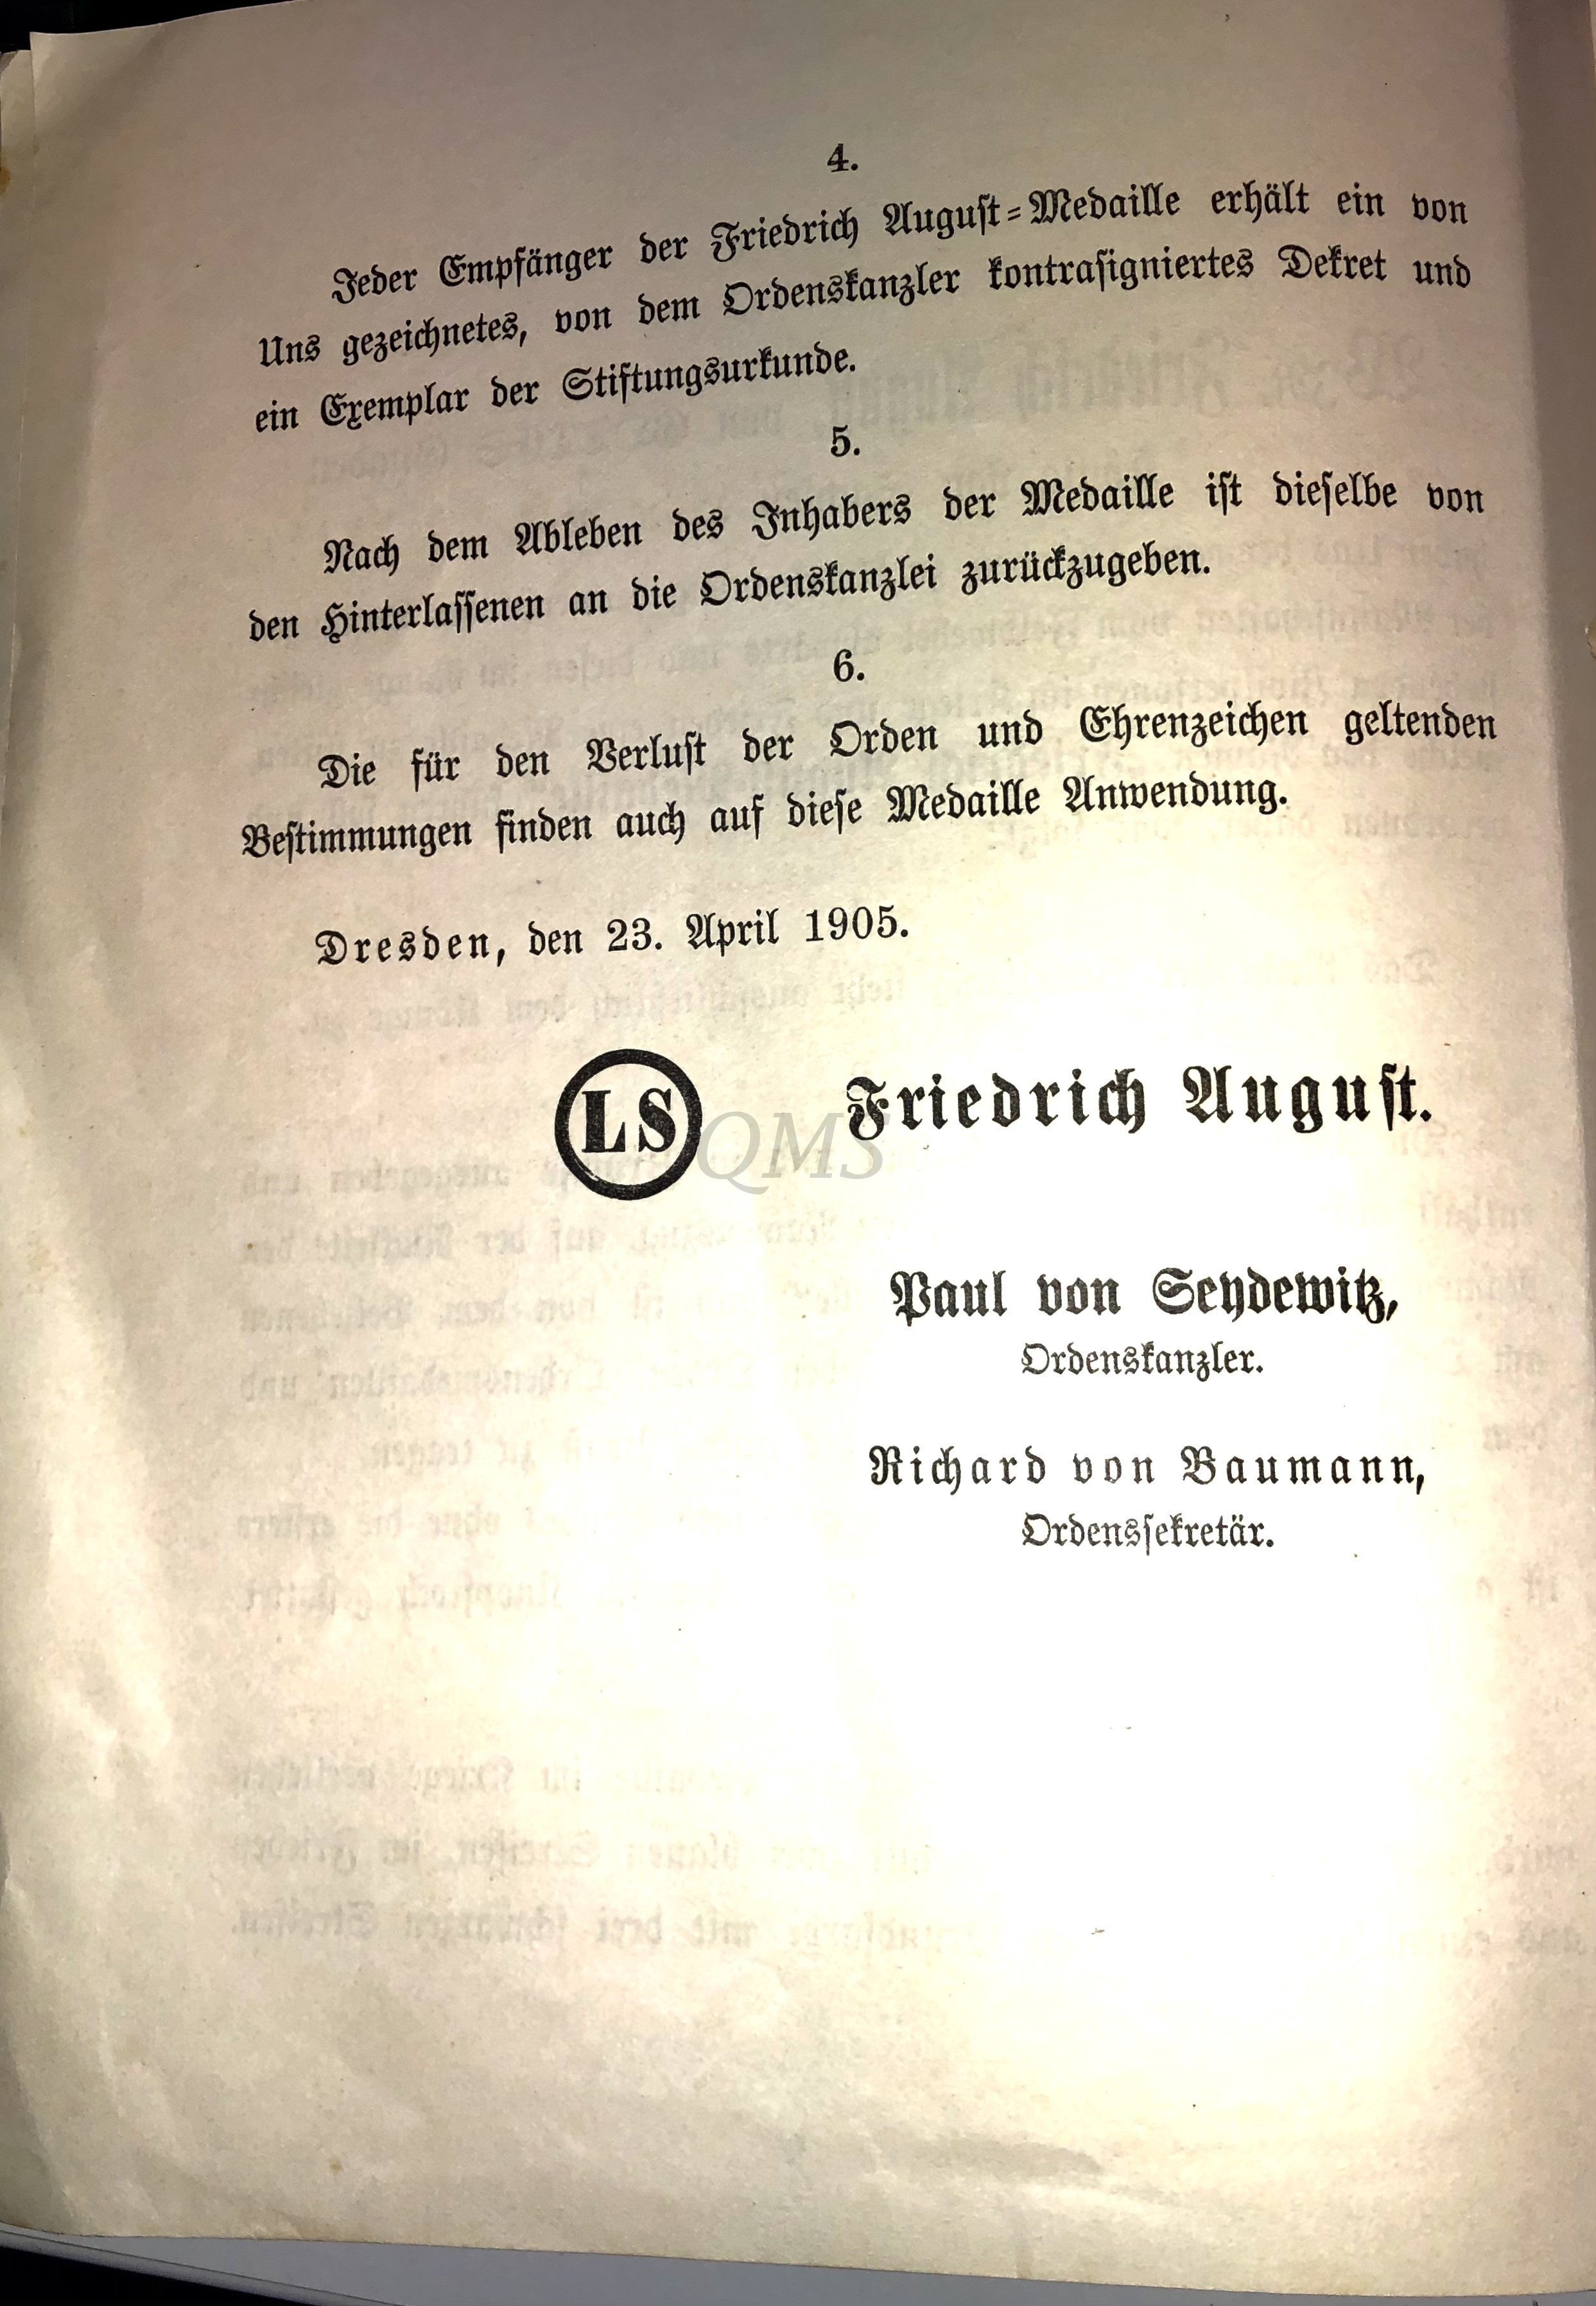 4.
Jeder Empfänger der Friedrich August=Medaille erhält ein von
Uns gezeichnetes, von dem Ordenskanzler kontrasigniertes Dekret und
ein Exemplar der Stiftungsurkunde.
5.
Nach dem Ableben des Inhabers der Medaille ist dieselbe von
den Hinterlassenen an die Ordenskanzlei zurückzugeben.
6.
Die für den Verlust der Orden und Ehrenzeichen geltenden
Bestimmungen finden auch auf diese Medaille Anwendung.
Dresden, den 23. April 1905.
LS
Friedrich August.
QMS
Paul von Seydewitz,
Ordenskanzler.
Richard von Baumann,
Ordenssekretär.